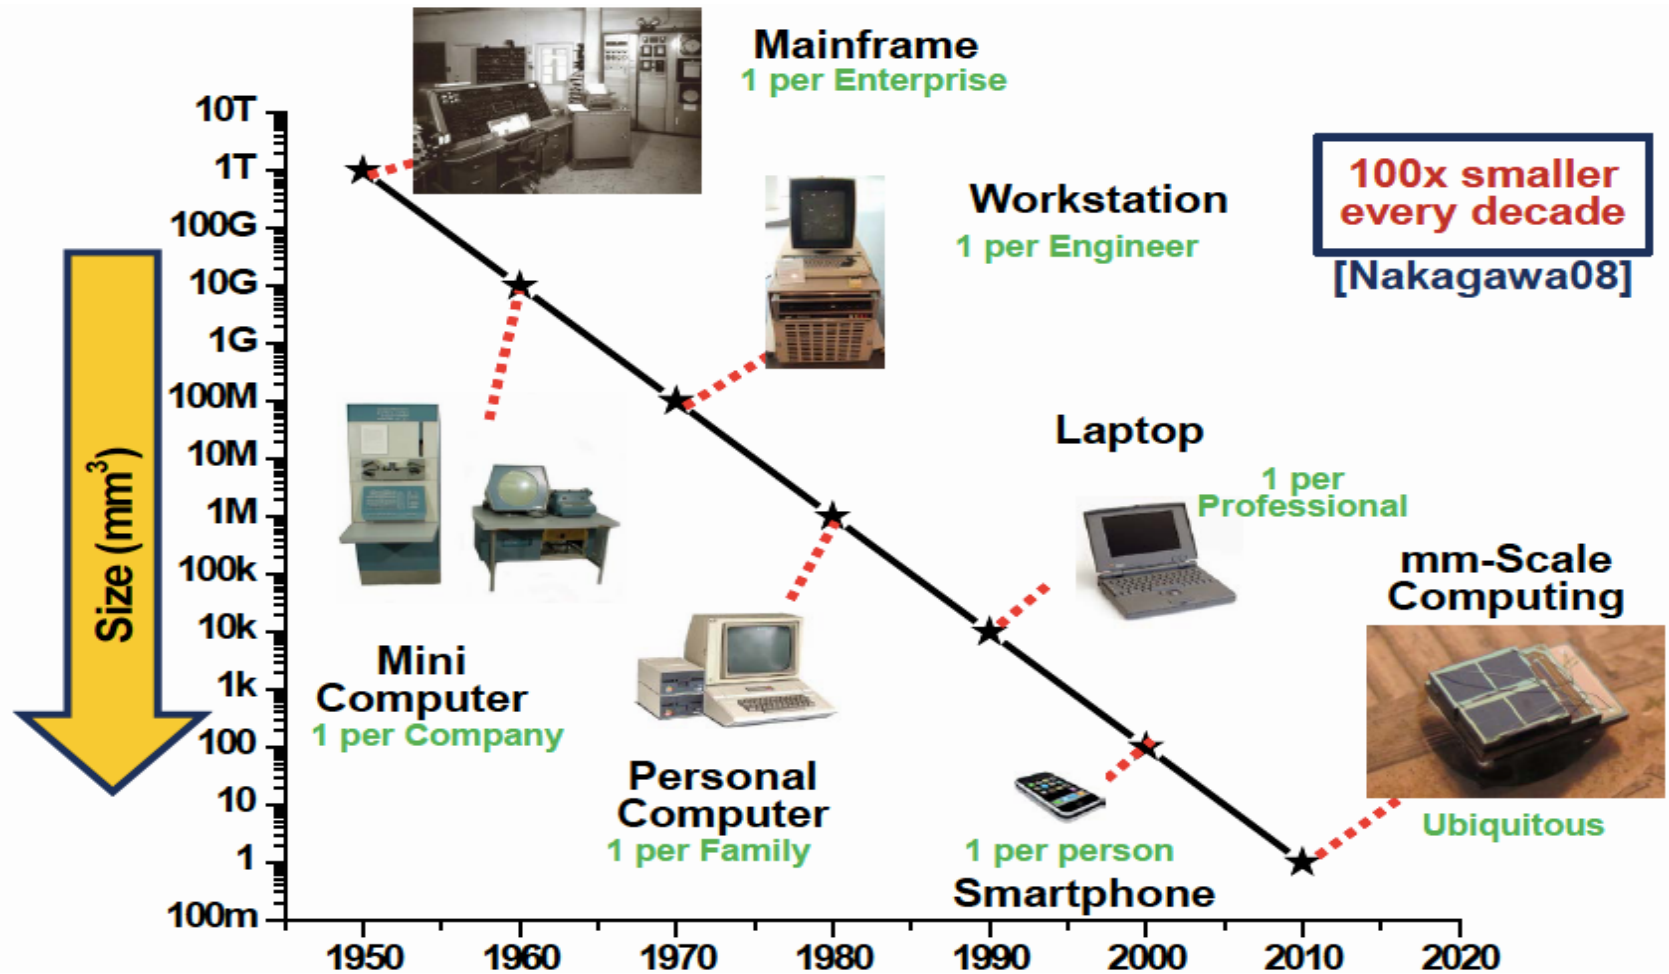 Mainframe
1 per Enterprise
10T
1T
100G
10G
1G
100M
10M
1M
100k
10k
1k
100
10
1
100m
Size (mm³)
Workstation
1 per Engineer
100x smaller
every decade
[Nakagawa08]
Laptop
1 per
Professional
mm-Scale
Computing
Ubiquitous
Mini
Computer
1 per Company
Personal
Computer
1 per Family
1 per person
Smartphone
1950 1960 1970 1980 1990 2000 2010 2020